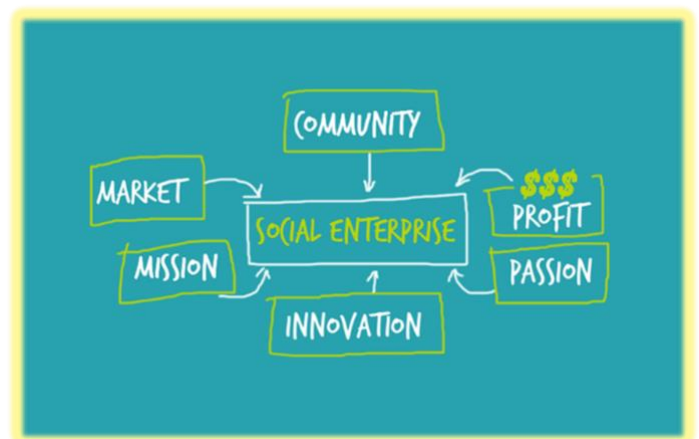 COMMUNITY
MARKET
$$$
PROFIT
SOCIAL ENTERPRISE
MISSION
PASSION
INNOVATION